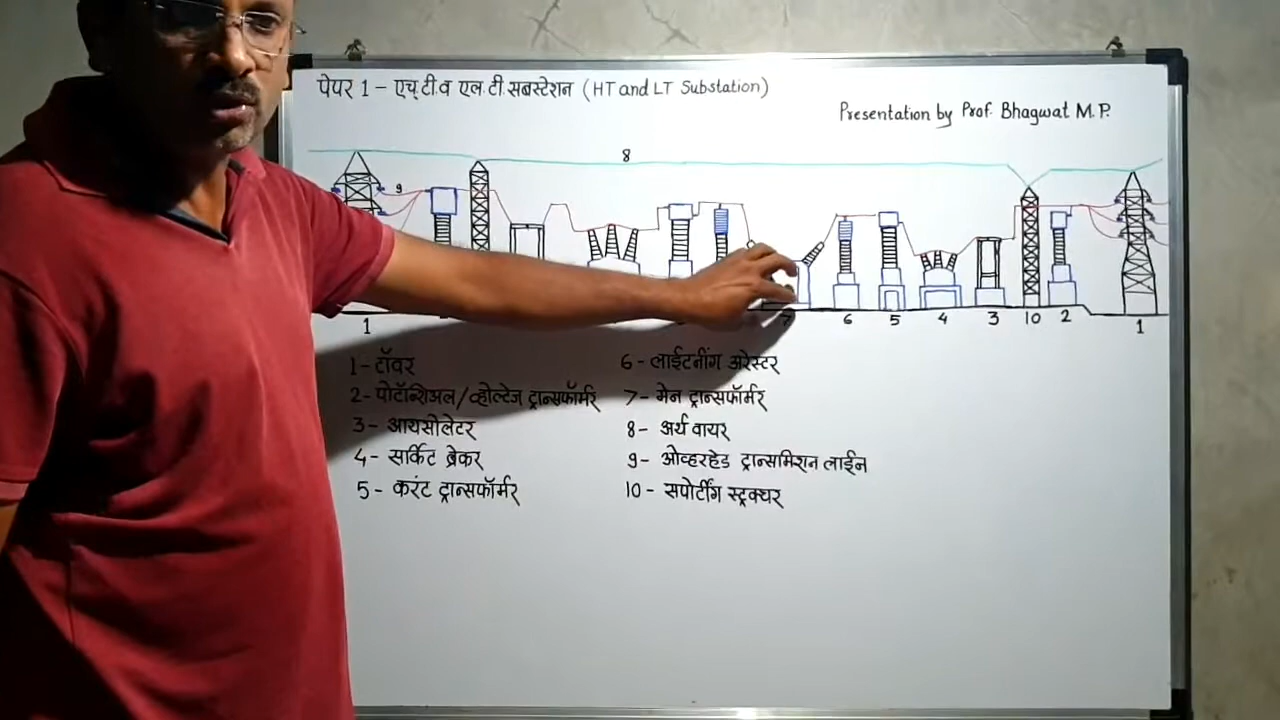 पेपर 1 - एच.टी.व एल.टी.सबस्टेशन (HT and LT Substation)
Presentation by Prof. Bhagwat M.P.
8
9
1 7 6 5 4 3 10 2 1
1- टॉवर
2- पोटॅन्शिअल/व्होल्टेज ट्रान्सफॉर्मर
3- आयसोलेटर
4- सार्किट ब्रेकर
5- करंट ट्रान्सफॉर्मर
6- लाईटनींग अरेस्टर
7- मेन ट्रान्सफॉर्मर
8- अर्थ वायर
9- ओव्हरहेड ट्रान्समिशन लाईन
10- सपोर्टींग स्ट्रक्चर